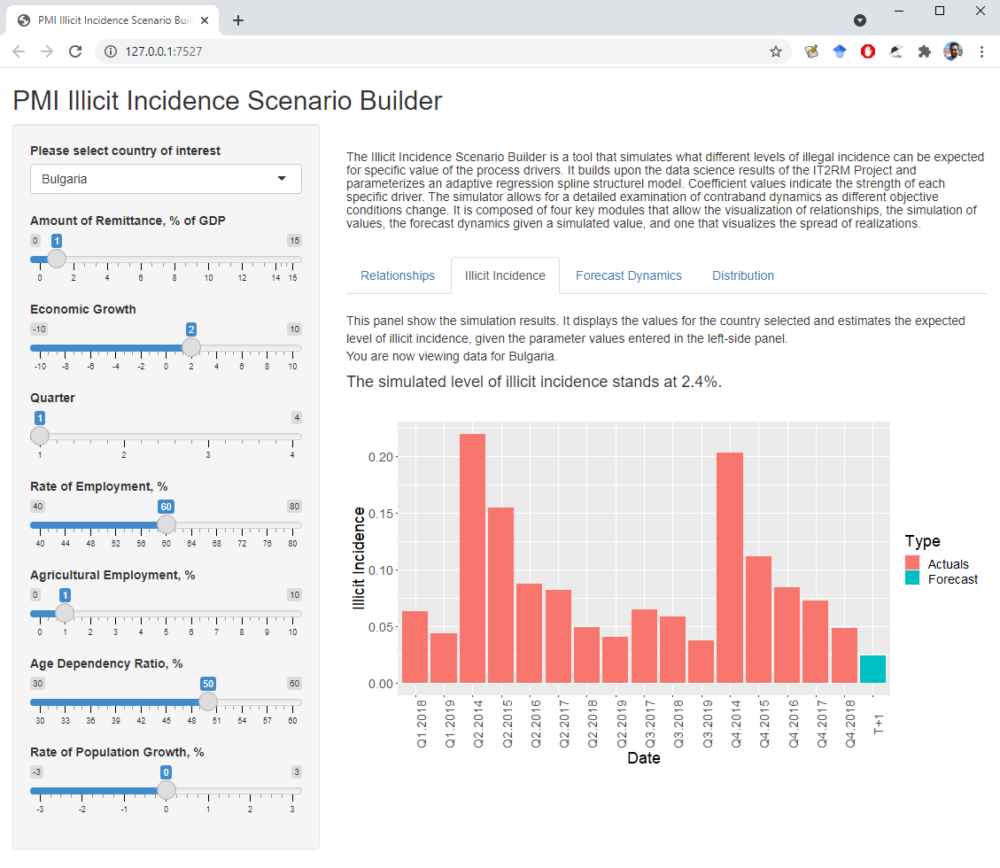 PMI Illicit Incidence Scenario Buil
127.0.0.1:7527
PMI Illicit Incidence Scenario Builder
Please select country of interest
Bulgaria
Amount of Remittance, % of GDP
0 1 15
0 2 4 6 8 10 12 14 15
Economic Growth
-10 2 10
-10 -8 -6 -4 -2 0 2 4 6 8 10
Quarter
1 4
1 2 3 4
Rate of Employment, %
40 60 80
40 44 48 52 56 60 64 68 72 76 80
Agricultural Employment, %
0 1 10
0 1 2 3 4 5 6 7 8 9 10
Age Dependency Ratio, %
30 50 60
30 33 36 39 42 45 48 51 54 57 60
Rate of Population Growth, %
-3 0 3
-3 -2 -1 0 1 2 3
The Illicit Incidence Scenario Builder is a tool that simulates what different levels of illegal incidence can be expected
for specific value of the process drivers. It builds upon the data science results of the IT2RM Project and
parameterizes an adaptive regression spline structurel model. Coefficient values indicate the strength of each
specific driver. The simulator allows for a detailed examination of contraband dynamics as different objective
conditions change. It is composed of four key modules that allow the visualization of relationships, the simulation of
values, the forecast dynamics given a simulated value, and one that visualizes the spread of realizations.
Relationships Illicit Incidence Forecast Dynamics Distribution
This panel show the simulation results. It displays the values for the country selected and estimates the expected
level of illicit incidence, given the parameter values entered in the left-side panel.
You are now viewing data for Bulgaria.
The simulated level of illicit incidence stands at 2.4%.
Illicit Incidence
0.20
0.15
0.10
0.05
0.00
Q1.2018 Q1.2019 Q2.2014 Q2.2015 Q2.2016 Q2.2017 Q2.2018 Q2.2019 Q3.2017 Q3.2018 Q3.2019 Q4.2014 Q4.2015 Q4.2016 Q4.2017 Q4.2018 T+1
Date
Type
Actuals
Forecast